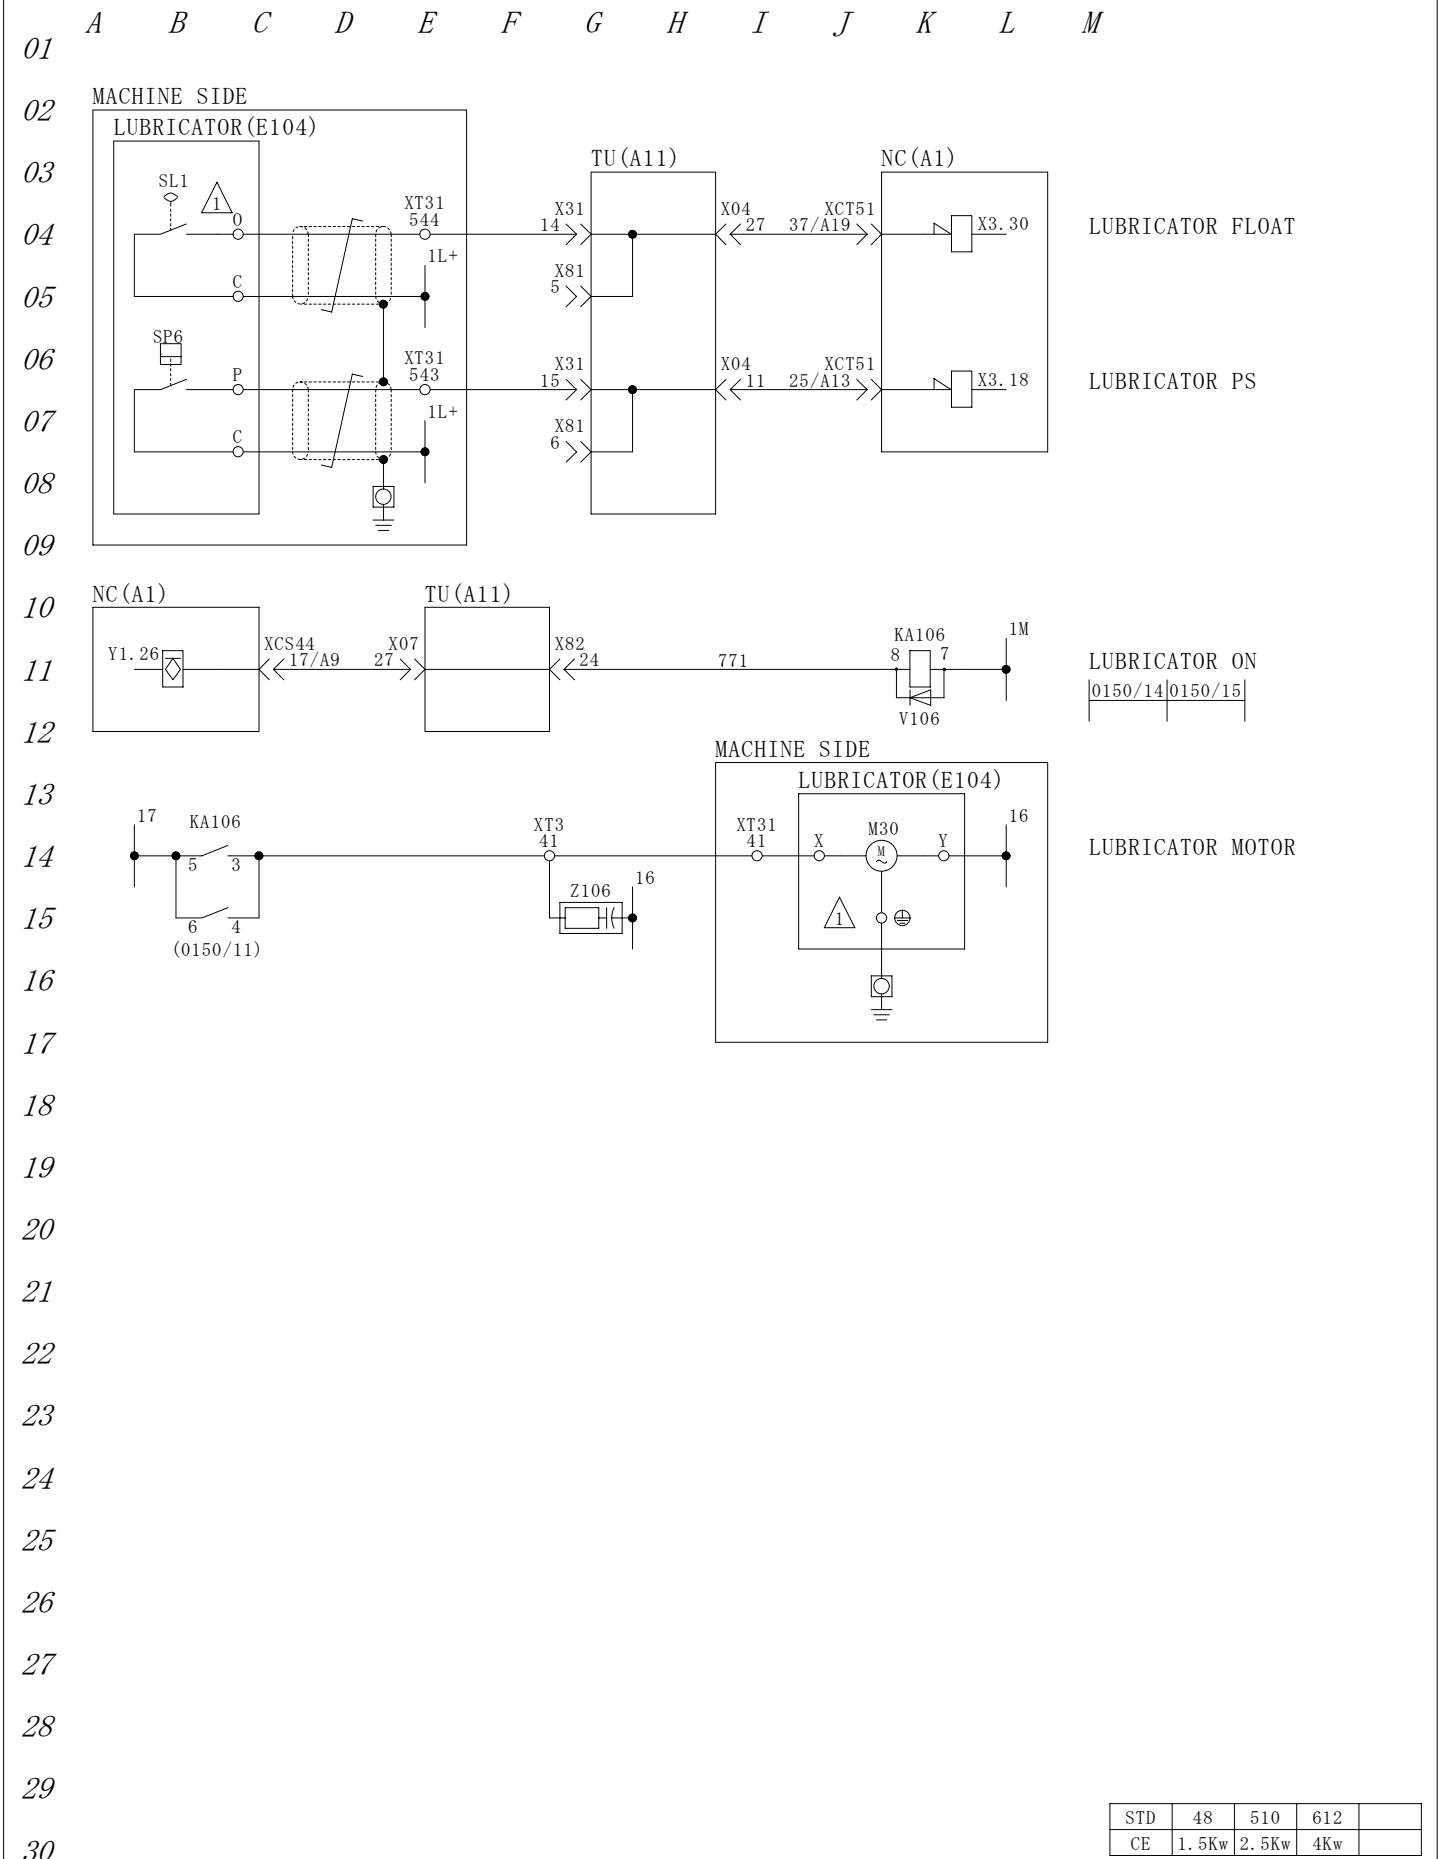 A B C D E F G H I J K L M
01
MACHINE SIDE
02
LUBRICATOR(E104)
03
TU(A11)
NC(A1)
SL1
1
O
XT31
544
X31
14
X04
27
37/A19
XCT51
X3.30
04
LUBRICATOR FLOAT
1L+
C
X81
5
05
SP6
06
P
XT31
543
X31
15
X04
11
25/A13
XCT51
X3.18
LUBRICATOR PS
1L+
07
C
X81
6
08
09
NC(A1)
TU(A11)
10
Y1.26
XCS44
17/A9
X07
27
X82
24
771
KA106
8
7
1M
11
LUBRICATOR ON
0150/14 0150/15
V106
12
MACHINE SIDE
LUBRICATOR(E104)
13
17
KA106
XT3
41
XT31
41
X
M30
M
~
Y
16
14
5
3
LUBRICATOR MOTOR
Z106
16
15
6
4
1
(0150/11)
16
17
18
19
20
21
22
23
24
25
26
27
28
29
STD 48 510 612
30
CE 1.5Kw 2.5Kw 4Kw